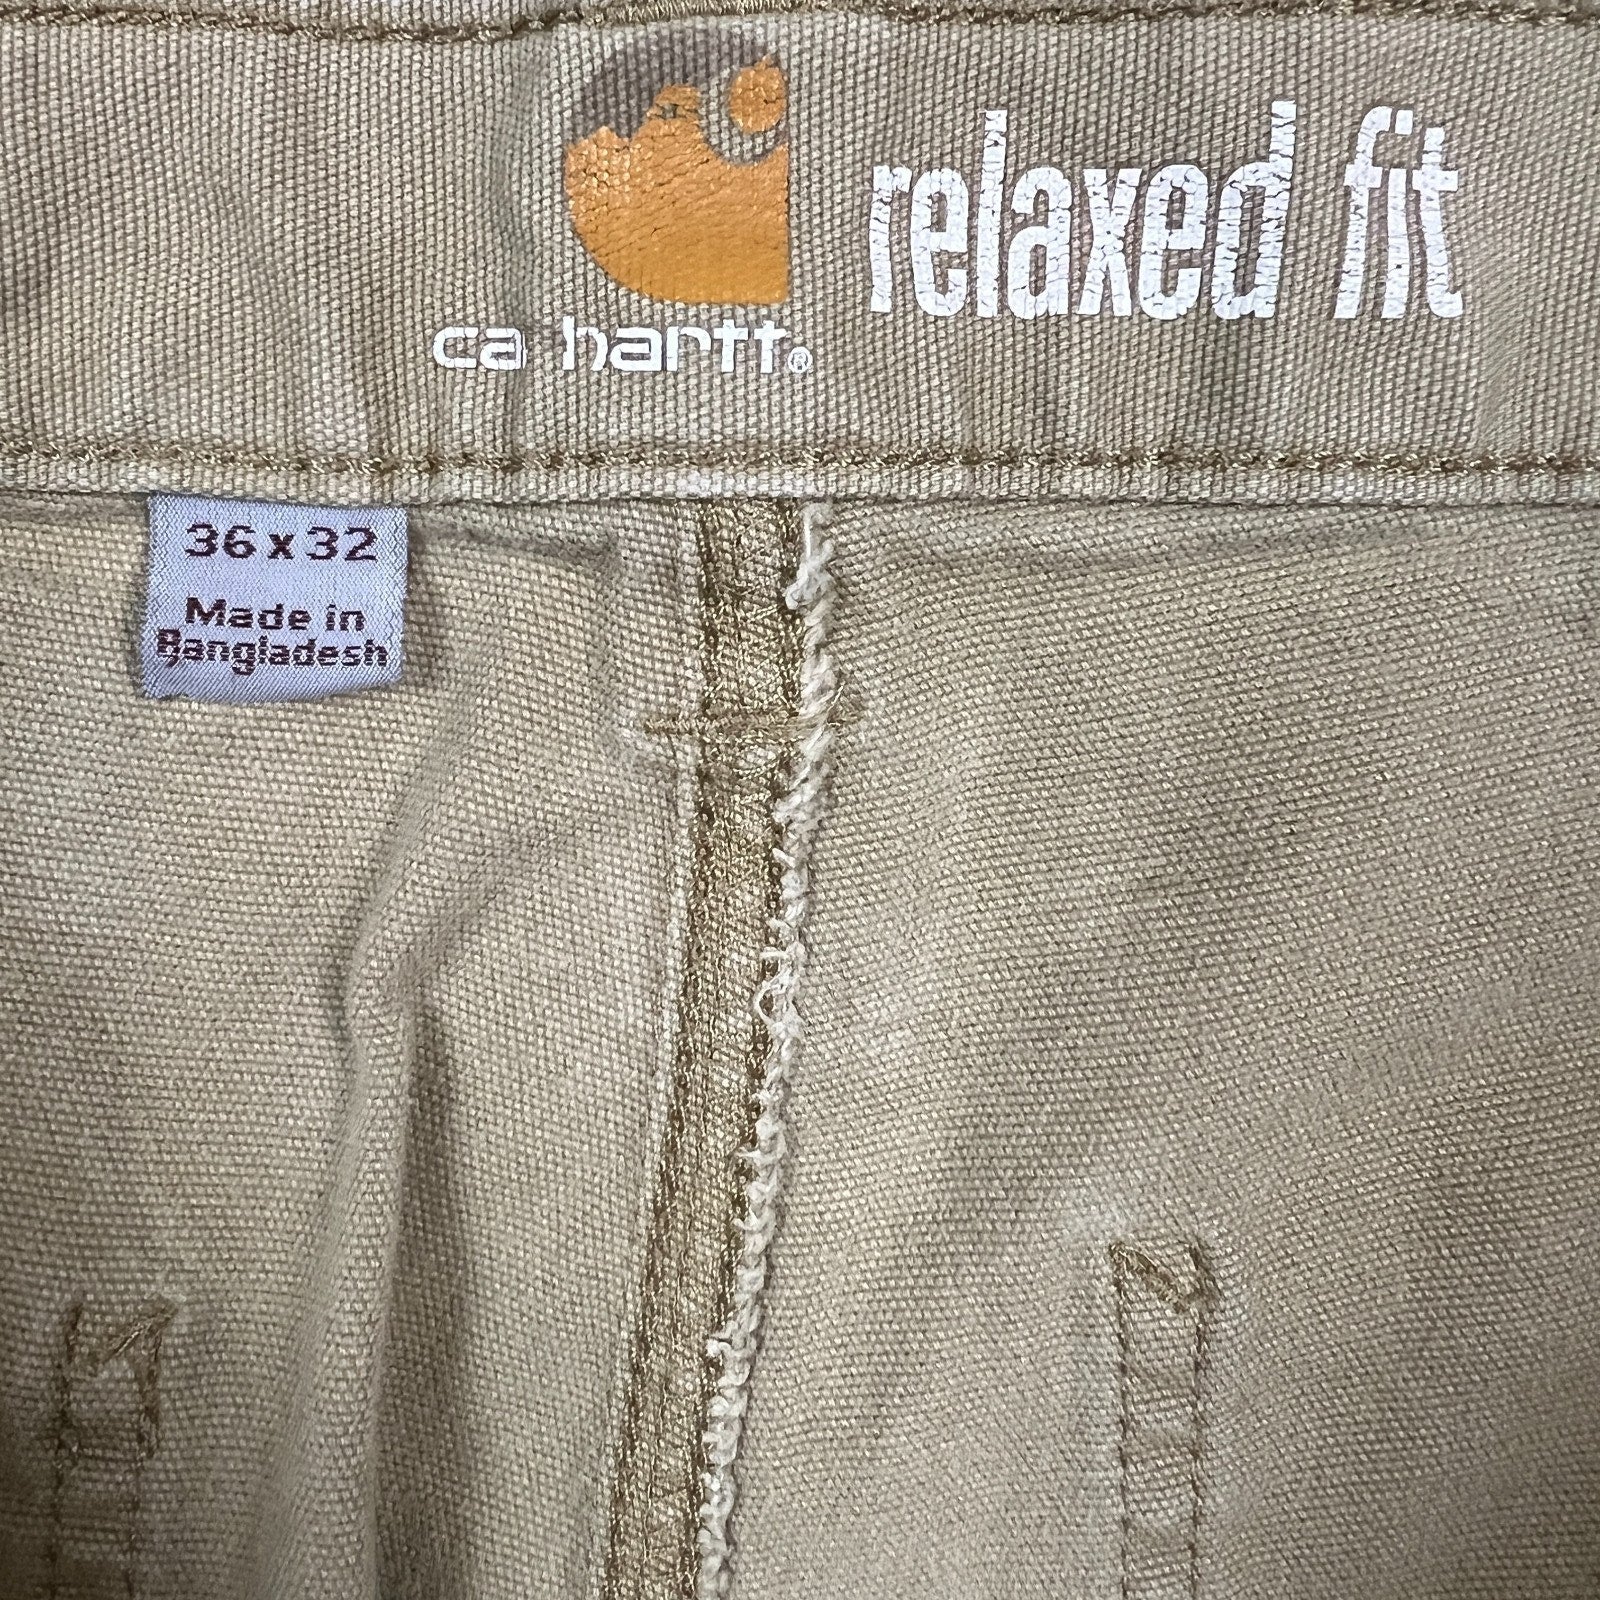 relaxed fit
ca hartt®
36 x 32
Made in
Bangladesh